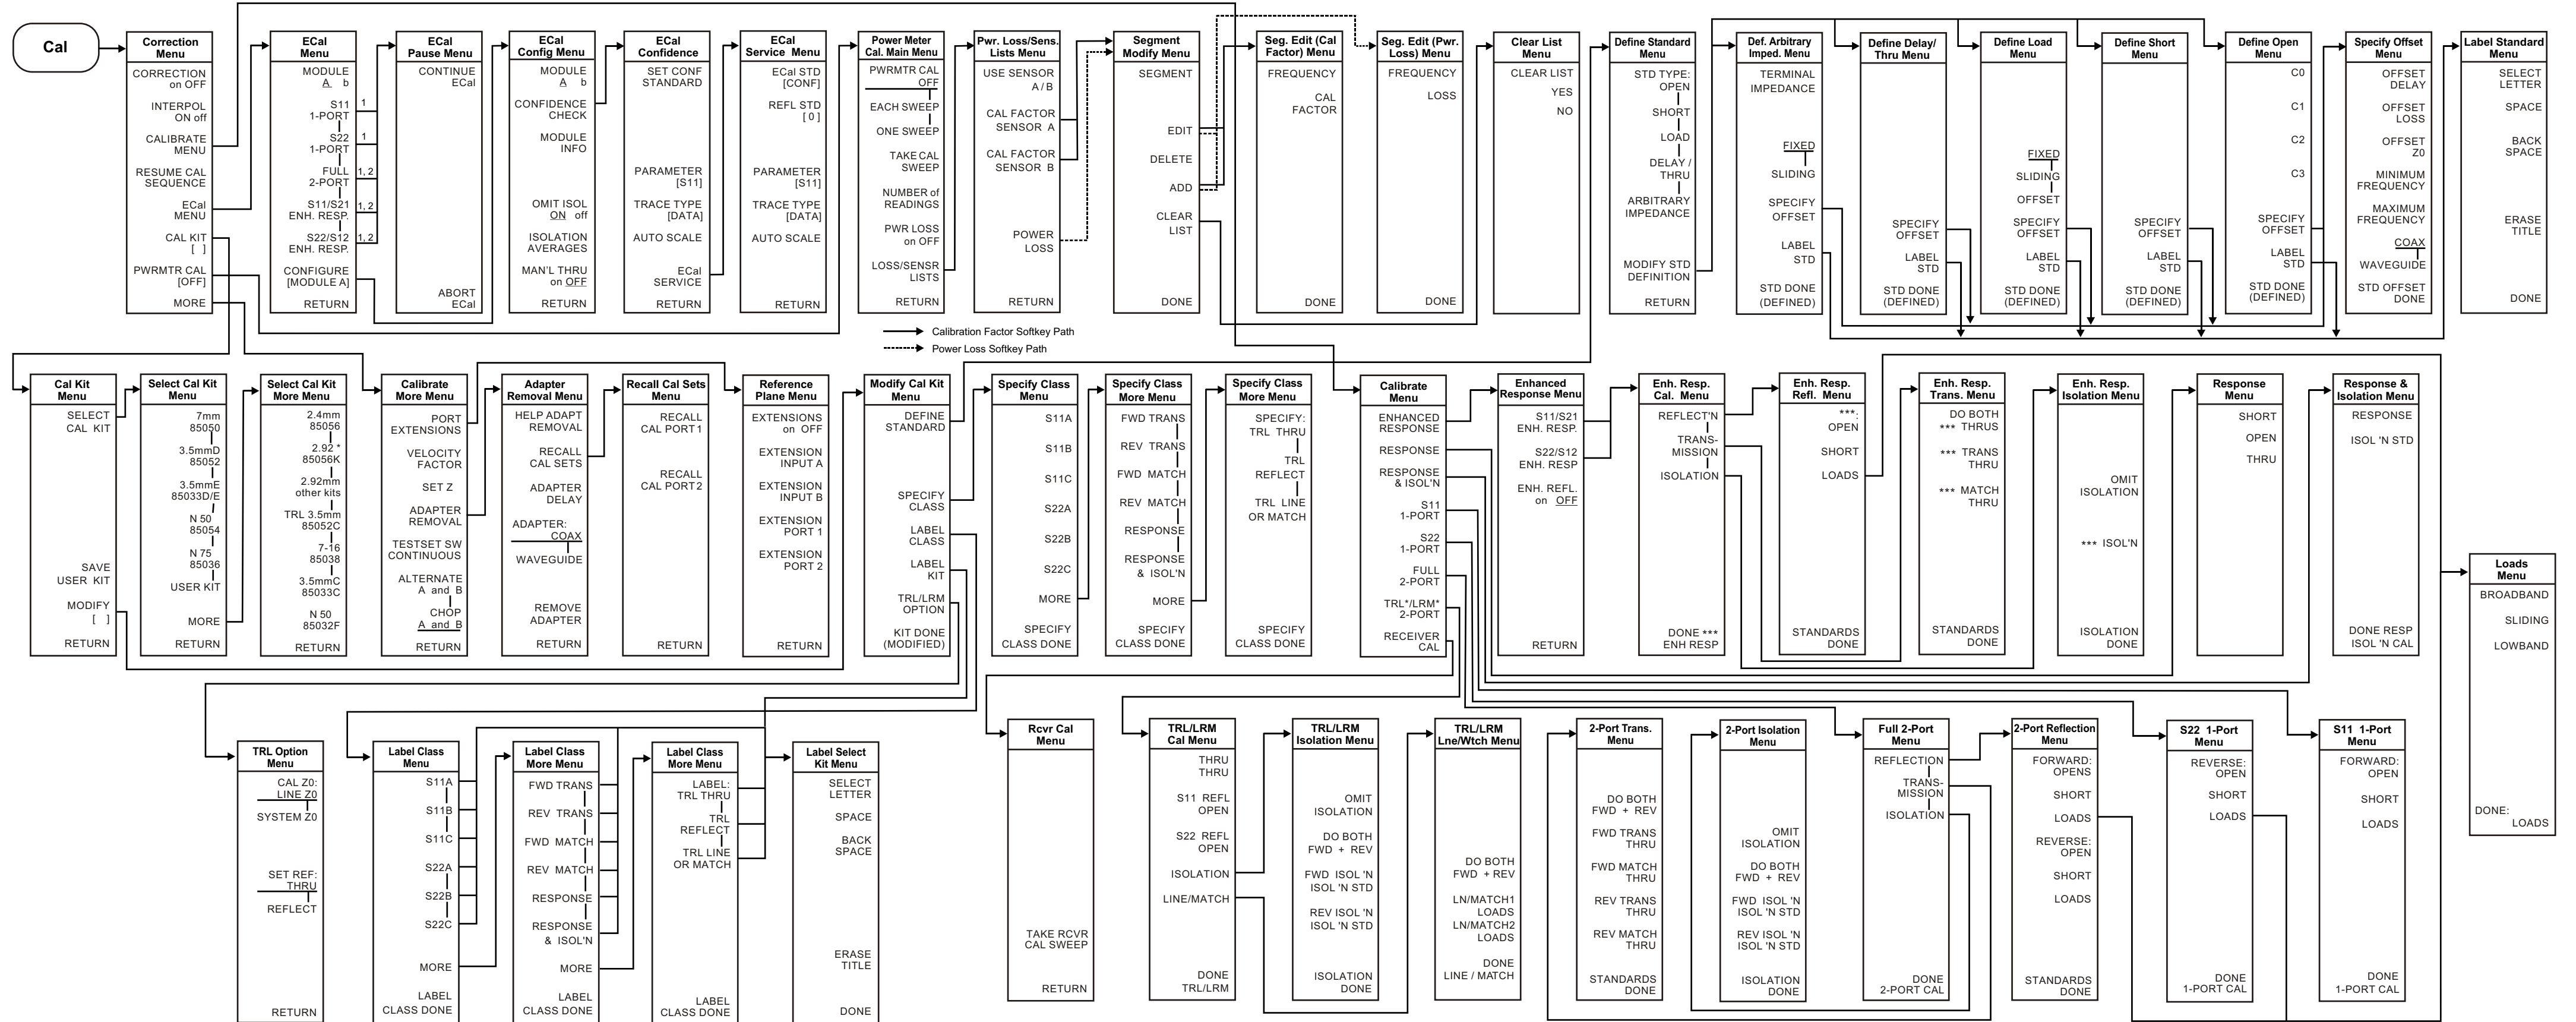 Cal
Correction
Menu
CORRECTION
on OFF
INTERPOL
ON off
CALIBRATE
MENU
RESUME CAL
SEQUENCE
ECal
MENU
CAL KIT
[ ]
PWRMTR CAL
[OFF]
MORE
ECal
Menu
MODULE
A b
S11
1-PORT
1
S22
1-PORT
1
FULL
2-PORT
1, 2
S11/S21
ENH. RESP.
1, 2
S22/S12
ENH. RESP.
1, 2
CONFIGURE
[MODULE A]
RETURN
ECal
Pause Menu
CONTINUE
ECal
ABORT
ECal
ECal
Config Menu
MODULE
A b
CONFIDENCE
CHECK
MODULE
INFO
OMIT ISOL
ON off
ISOLATION
AVERAGES
MAN'L THRU
on OFF
RETURN
ECal
Confidence
SET CONF
STANDARD
PARAMETER
[S11]
TRACE TYPE
[DATA]
AUTO SCALE
ECal
SERVICE
RETURN
ECal
Service Menu
ECal STD
[CONF]
REFL STD
[ 0 ]
PARAMETER
[S11]
TRACE TYPE
[DATA]
AUTO SCALE
RETURN
Power Meter
Cal. Main Menu
PWRMTR CAL
OFF
EACH SWEEP
ONE SWEEP
TAKE CAL
SWEEP
NUMBER of
READINGS
PWR LOSS
on OFF
LOSS/SENSR
LISTS
RETURN
Pwr. Loss/Sens.
Lists Menu
USE SENSOR
A / B
CAL FACTOR
SENSOR A
CAL FACTOR
SENSOR B
POWER
LOSS
RETURN
Segment
Modify Menu
SEGMENT
EDIT
DELETE
ADD
CLEAR
LIST
DONE
Seg. Edit (Cal
Factor) Menu
FREQUENCY
CAL
FACTOR
DONE
Seg. Edit (Pwr.
Loss) Menu
FREQUENCY
LOSS
DONE
Clear List
Menu
CLEAR LIST
YES
NO
Define Standard
Menu
STD TYPE:
OPEN
SHORT
LOAD
DELAY /
THRU
ARBITRARY
IMPEDANCE
MODIFY STD
DEFINITION
RETURN
Def. Arbitrary
Imped. Menu
TERMINAL
IMPEDANCE
FIXED
SLIDING
SPECIFY
OFFSET
LABEL
STD
STD DONE
(DEFINED)
Define Delay/
Thru Menu
SPECIFY
OFFSET
LABEL
STD
STD DONE
(DEFINED)
Define Load
Menu
FIXED
SLIDING
OFFSET
SPECIFY
OFFSET
LABEL
STD
STD DONE
(DEFINED)
Define Short
Menu
SPECIFY
OFFSET
LABEL
STD
STD DONE
(DEFINED)
Define Open
Menu
C0
C1
C2
C3
SPECIFY
OFFSET
LABEL
STD
STD DONE
(DEFINED)
Specify Offset
Menu
OFFSET
DELAY
OFFSET
LOSS
OFFSET
Z0
MINIMUM
FREQUENCY
MAXIMUM
FREQUENCY
COAX
WAVEGUIDE
STD OFFSET
DONE
Label Standard
Menu
SELECT
LETTER
SPACE
BACK
SPACE
ERASE
TITLE
DONE
Calibration Factor Softkey Path
Power Loss Softkey Path
Cal Kit
Menu
SELECT
CAL KIT
SAVE
USER KIT
MODIFY
[ ]
RETURN
Select Cal Kit
Menu
7mm
85050
3.5mmD
85052
3.5mmE
85033D/E
N 50
85054
N 75
85036
USER KIT
MORE
RETURN
Select Cal Kit
More Menu
2.4mm
85056
2.92 *
85056K
2.92mm
other kits
TRL 3.5mm
85052C
7-16
85038
3.5mmC
85033C
N 50
85032F
RETURN
Calibrate
More Menu
PORT
EXTENSIONS
VELOCITY
FACTOR
SET Z
ADAPTER
REMOVAL
TESTSET SW
CONTINUOUS
ALTERNATE
A and B
CHOP
A and B
RETURN
Adapter
Removal Menu
HELP ADAPT
REMOVAL
RECALL
CAL SETS
ADAPTER
DELAY
ADAPTER:
COAX
WAVEGUIDE
REMOVE
ADAPTER
RETURN
Recall Cal Sets
Menu
RECALL
CAL PORT1
RECALL
CAL PORT2
RETURN
Reference
Plane Menu
EXTENSIONS
on OFF
EXTENSION
INPUT A
EXTENSION
INPUT B
EXTENSION
PORT 1
EXTENSION
PORT 2
RETURN
Modify Cal Kit
Menu
DEFINE
STANDARD
SPECIFY
CLASS
LABEL
CLASS
LABEL
KIT
TRL/LRM
OPTION
KIT DONE
(MODIFIED)
Specify Class
Menu
S11A
S11B
S11C
S22A
S22B
S22C
MORE
SPECIFY
CLASS DONE
Specify Class
More Menu
FWD TRANS
REV TRANS
FWD MATCH
REV MATCH
RESPONSE
RESPONSE
& ISOL'N
MORE
SPECIFY
CLASS DONE
Specify Class
More Menu
SPECIFY:
TRL THRU
TRL
REFLECT
TRL LINE
OR MATCH
SPECIFY
CLASS DONE
Calibrate
Menu
ENHANCED
RESPONSE
RESPONSE
RESPONSE
& ISOL'N
S11
1-PORT
S22
1-PORT
FULL
2-PORT
TRL*/LRM*
2-PORT
RECEIVER
CAL
Enhanced
Response Menu
S11/S21
ENH. RESP.
S22/S12
ENH. RESP
ENH. REFL.
on OFF
RETURN
Enh. Resp.
Cal. Menu
REFLECT'N
TRANS-
MISSION
ISOLATION
DONE ***
ENH RESP
Enh. Resp.
Refl. Menu
***:
OPEN
SHORT
LOADS
STANDARDS
DONE
Enh. Resp.
Trans. Menu
DO BOTH
*** THRUS
*** TRANS
THRU
*** MATCH
THRU
STANDARDS
DONE
Enh. Resp.
Isolation Menu
OMIT
ISOLATION
*** ISOL'N
ISOLATION
DONE
Response
Menu
SHORT
OPEN
THRU
Response &
Isolation Menu
RESPONSE
ISOL 'N STD
DONE RESP
ISOL 'N CAL
Loads
Menu
BROADBAND
SLIDING
LOWBAND
DONE:
LOADS
TRL Option
Menu
CAL Z0:
LINE Z0
SYSTEM Z0
SET REF:
THRU
REFLECT
RETURN
Label Class
Menu
S11A
S11B
S11C
S22A
S22B
S22C
MORE
LABEL
CLASS DONE
Label Class
More Menu
FWD TRANS
REV TRANS
FWD MATCH
REV MATCH
RESPONSE
RESPONSE
& ISOL'N
MORE
LABEL
CLASS DONE
Label Class
More Menu
LABEL:
TRL THRU
TRL
REFLECT
TRL LINE
OR MATCH
LABEL
CLASS DONE
Label Select
Kit Menu
SELECT
LETTER
SPACE
BACK
SPACE
ERASE
TITLE
DONE
Rcvr Cal
Menu
TAKE RCVR
CAL SWEEP
RETURN
TRL/LRM
Cal Menu
THRU
THRU
S11 REFL
OPEN
S22 REFL
OPEN
ISOLATION
LINE/MATCH
DONE
TRL/LRM
TRL/LRM
Isolation Menu
OMIT
ISOLATION
DO BOTH
FWD + REV
FWD ISOL 'N
ISOL 'N STD
REV ISOL 'N
ISOL 'N STD
ISOLATION
DONE
TRL/LRM
Lne/Wtch Menu
DO BOTH
FWD + REV
LN/MATCH1
LOADS
LN/MATCH2
LOADS
DONE
LINE / MATCH
2-Port Trans.
Menu
DO BOTH
FWD + REV
FWD TRANS
THRU
FWD MATCH
THRU
REV TRANS
THRU
REV MATCH
THRU
STANDARDS
DONE
2-Port Isolation
Menu
OMIT
ISOLATION
DO BOTH
FWD + REV
FWD ISOL 'N
ISOL 'N STD
REV ISOL 'N
ISOL 'N STD
ISOLATION
DONE
Full 2-Port
Menu
REFLECTION
TRANS-
MISSION
ISOLATION
DONE
2-PORT CAL
2-Port Reflection
Menu
FORWARD:
OPENS
SHORT
LOADS
REVERSE:
OPEN
SHORT
LOADS
STANDARDS
DONE
S22 1-Port
Menu
REVERSE:
OPEN
SHORT
LOADS
DONE
1-PORT CAL
S11 1-Port
Menu
FORWARD:
OPEN
SHORT
LOADS
DONE
1-PORT CAL